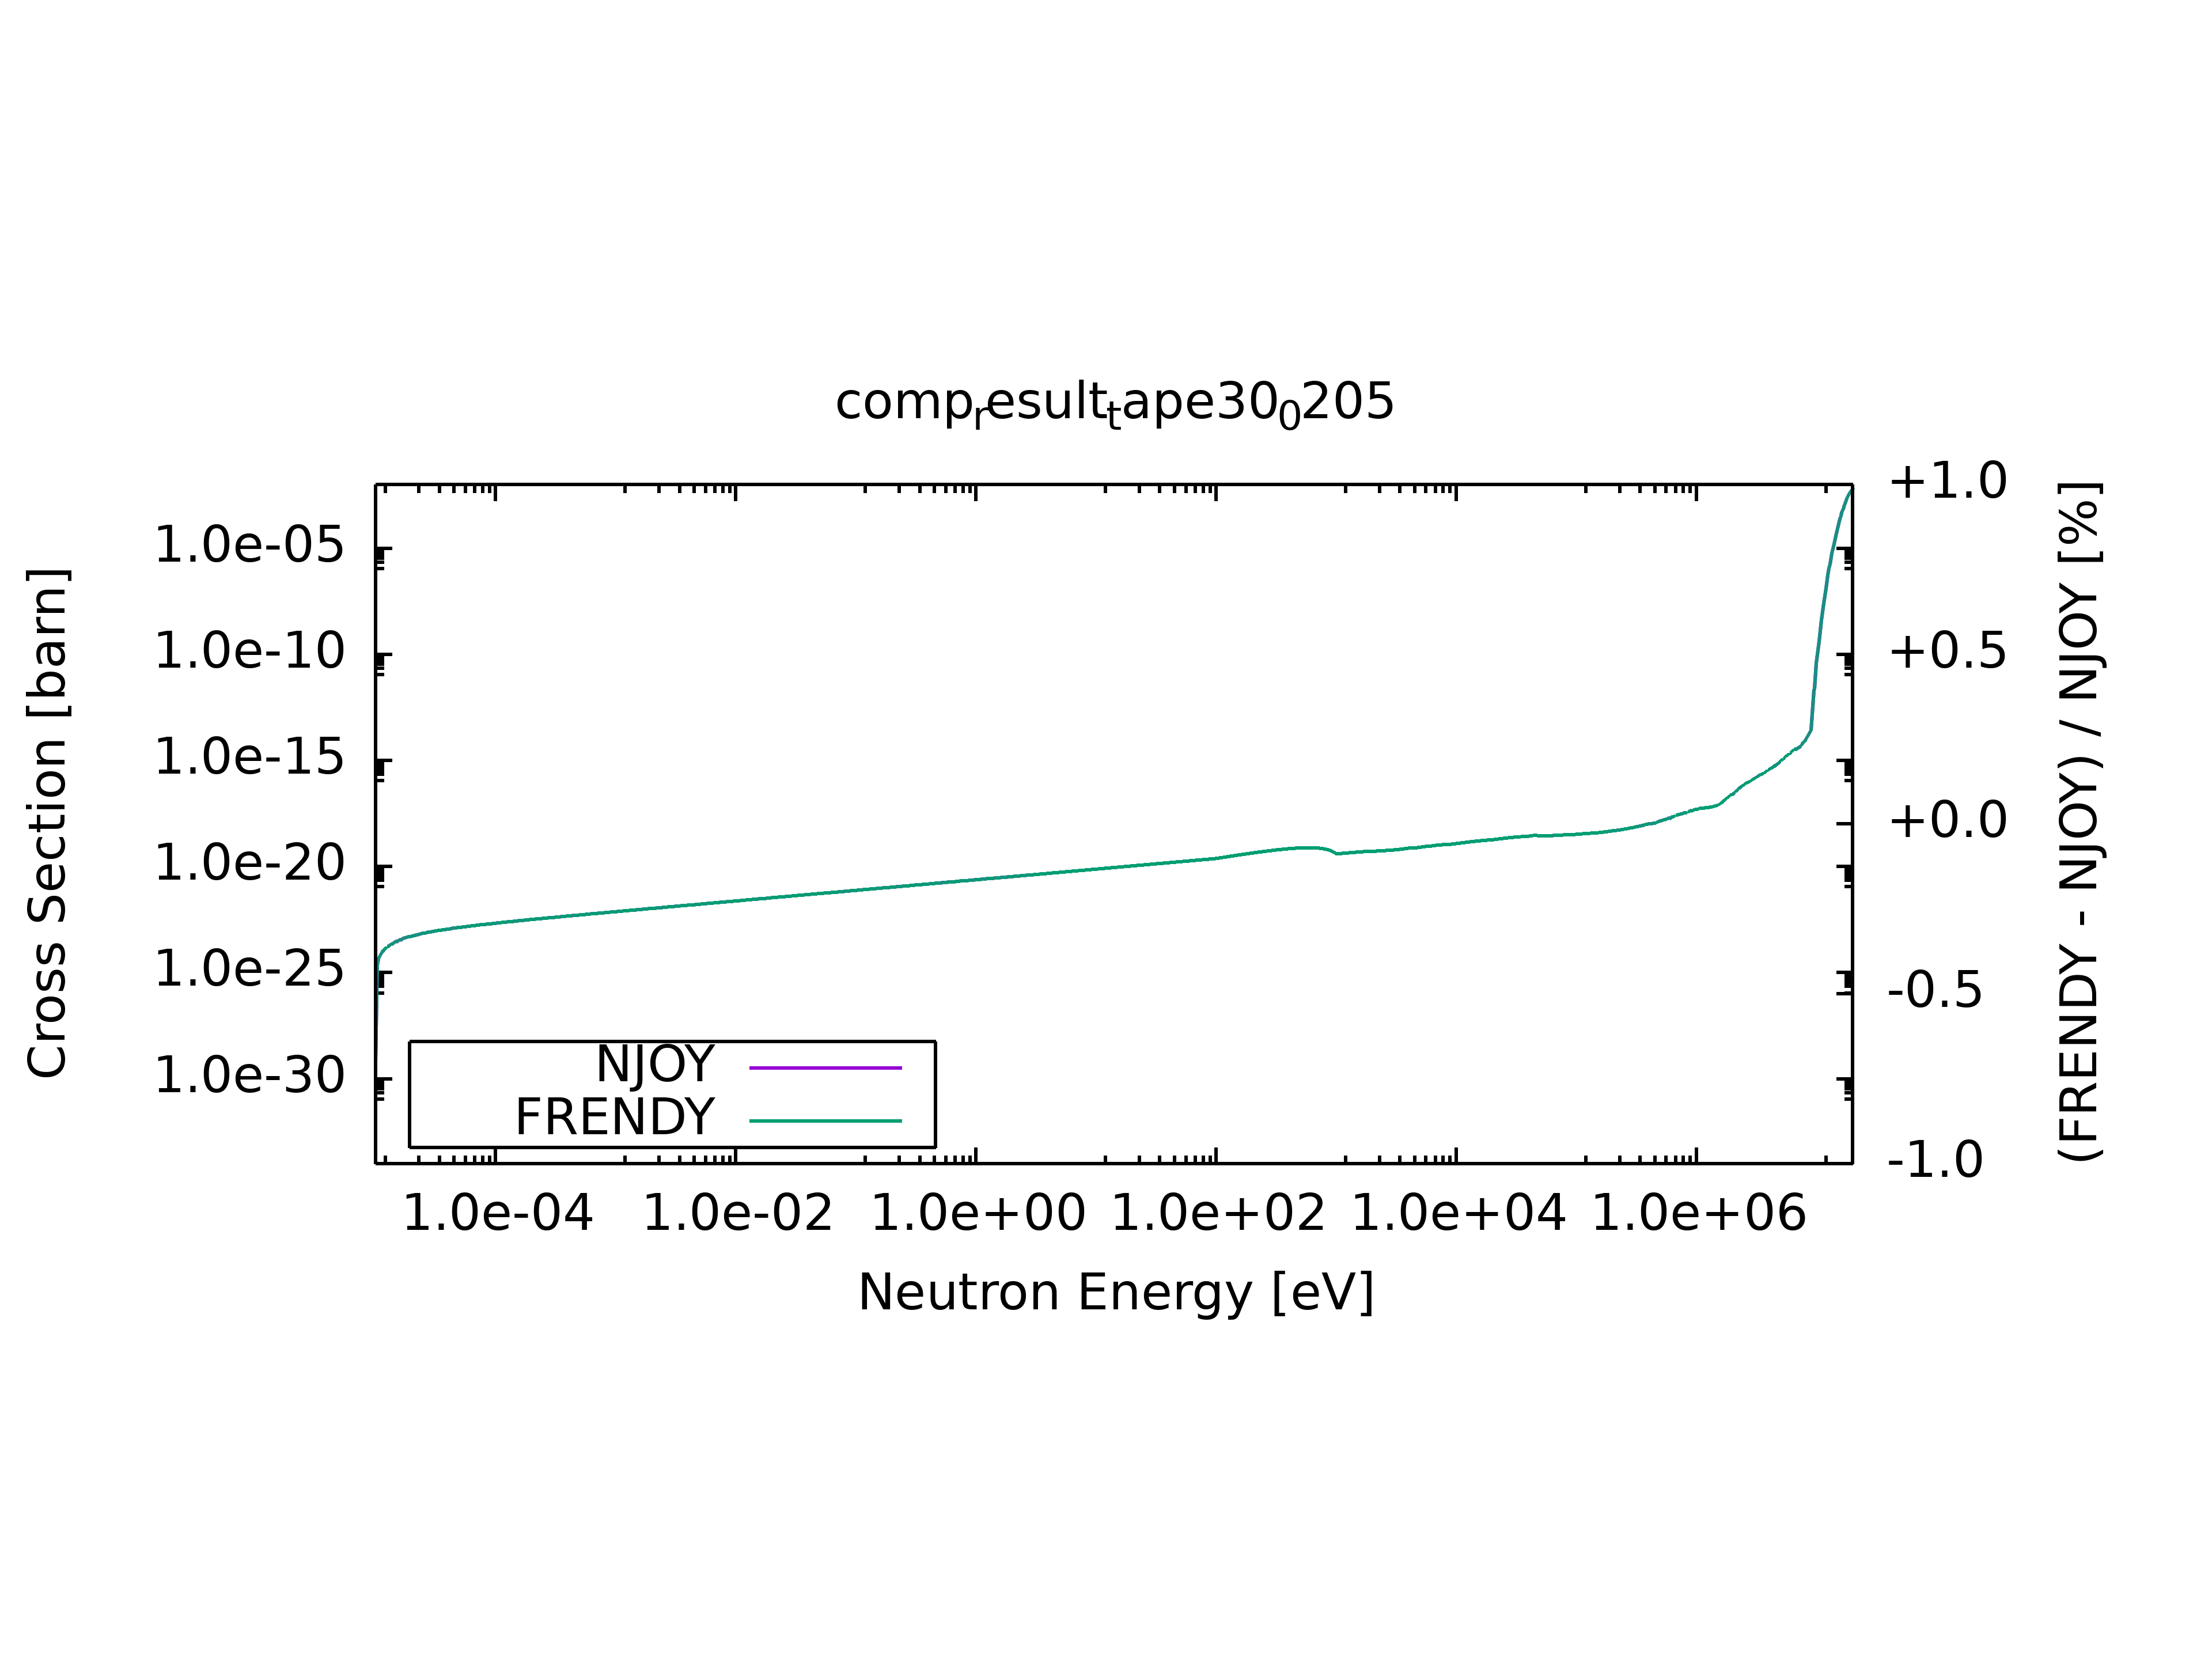 comp_result_tape30_0205
Cross Section [barn]
1.0e-05
1.0e-10
1.0e-15
1.0e-20
1.0e-25
1.0e-30
NJOY
FRENDY
+1.0
+0.5
+0.0
-0.5
-1.0
(FRENDY - NJOY) / NJOY [%]
1.0e-04 1.0e-02 1.0e+00 1.0e+02 1.0e+04 1.0e+06
Neutron Energy [eV]